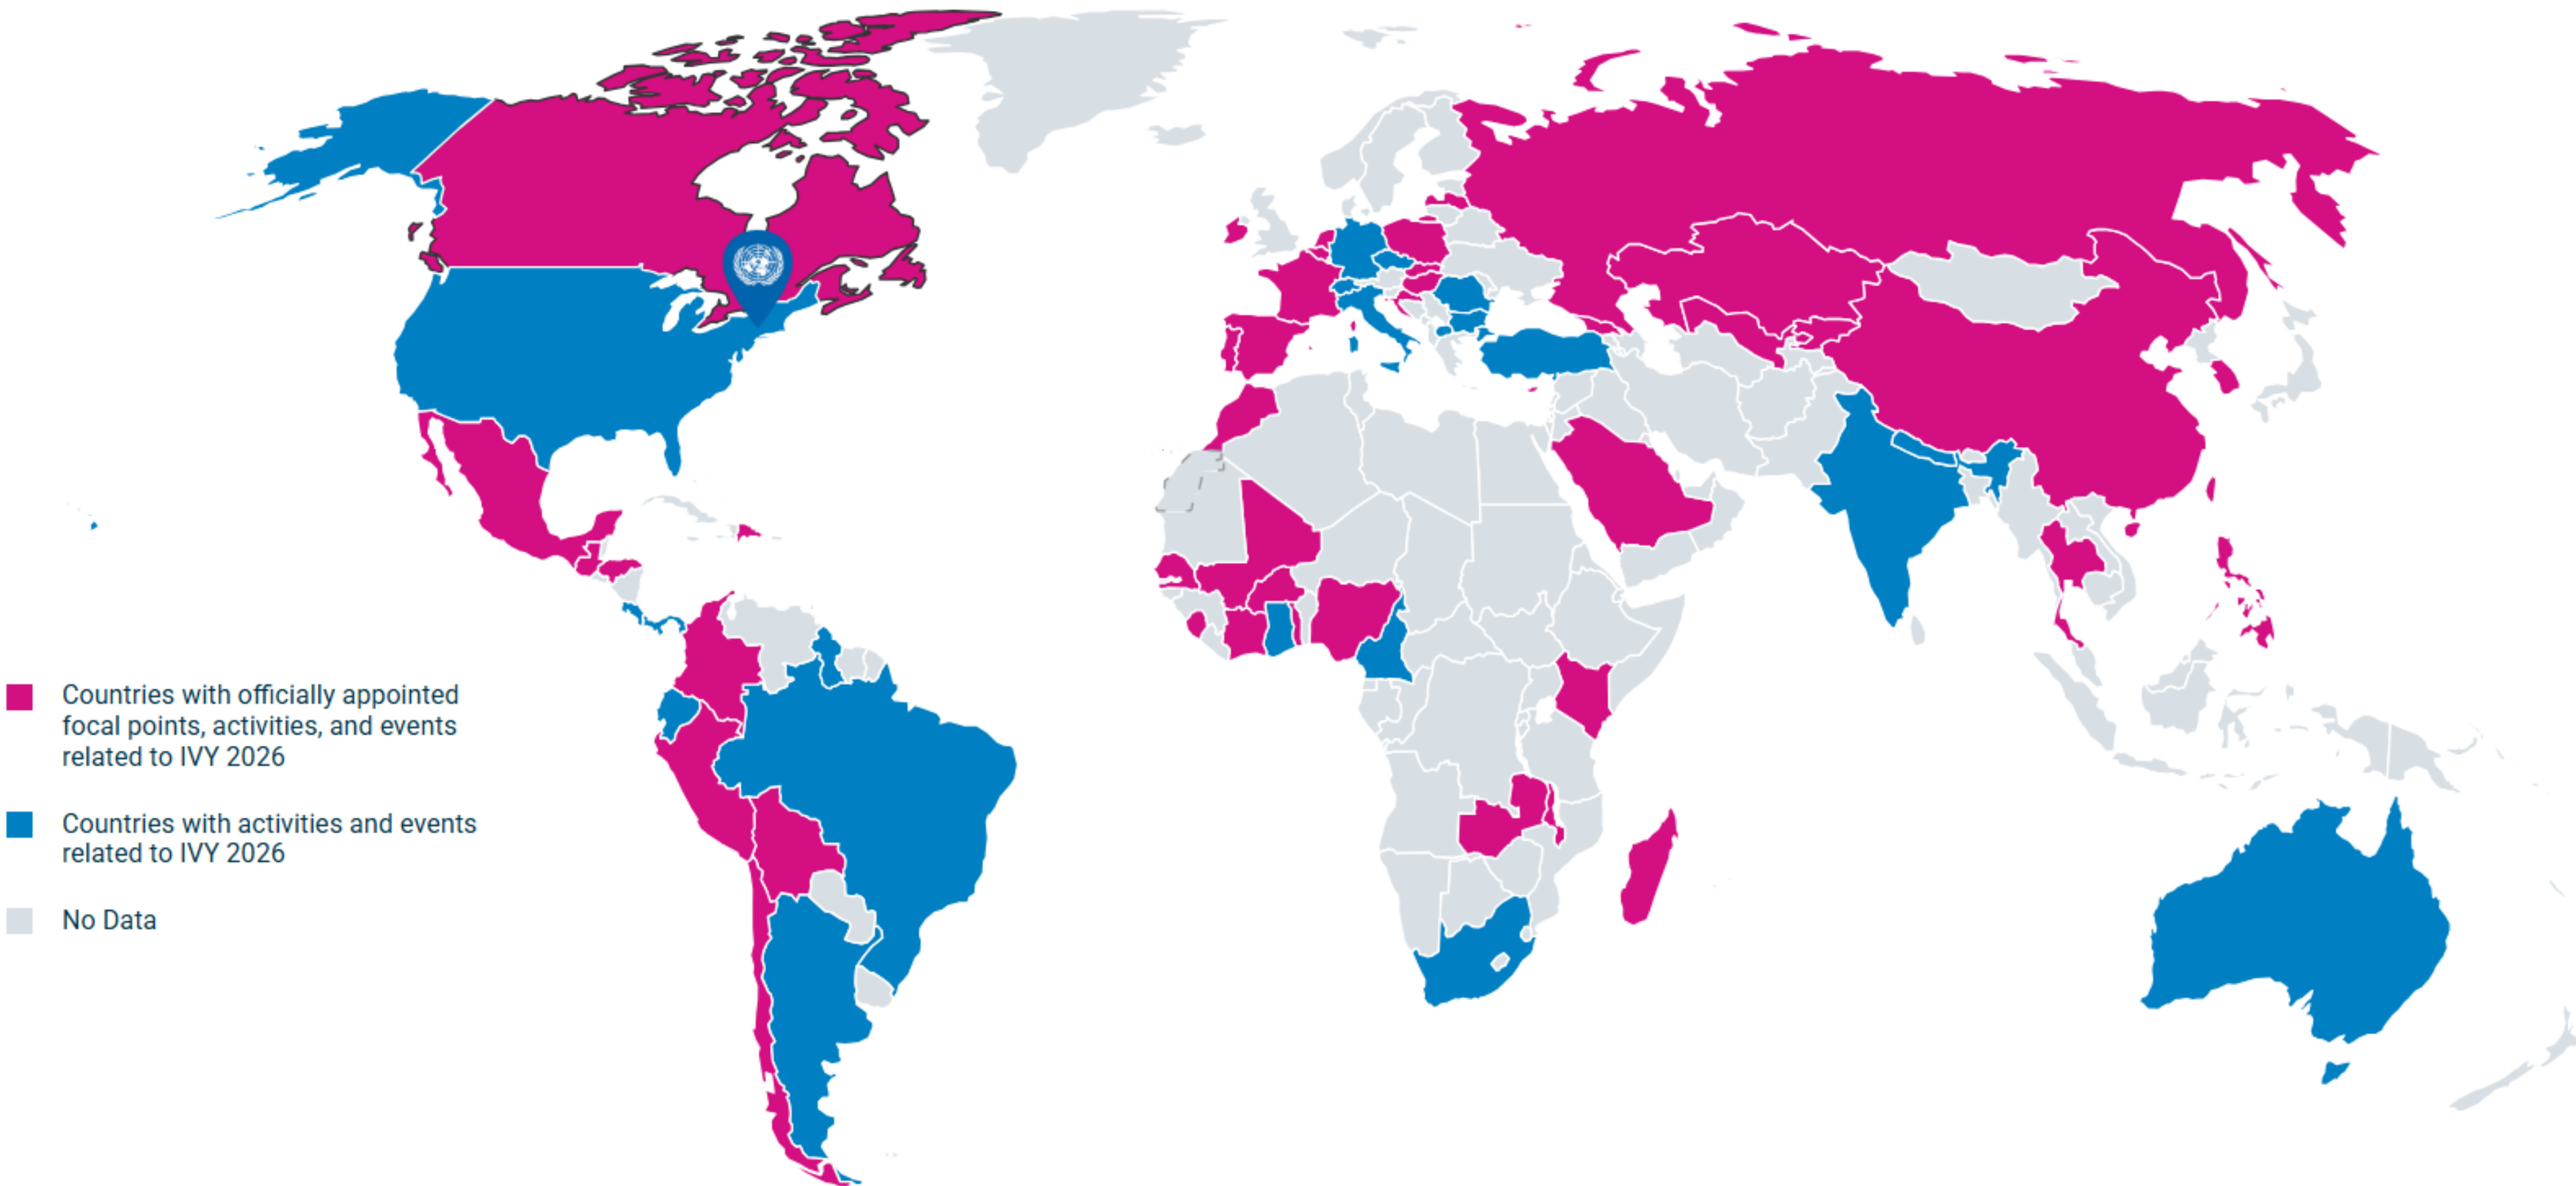 Countries with officially appointed
focal points, activities, and events
related to IVY 2026
Countries with activities and events
related to IVY 2026
No Data